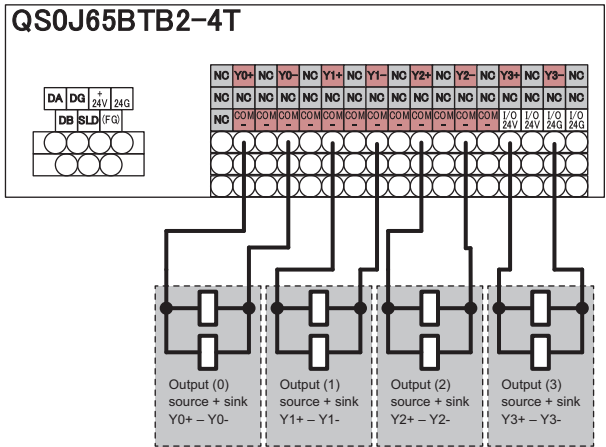 QS0J65BTB2-4T
NC Y0+ NC Y0- NC Y1+ NC Y1- NC Y2+ NC Y2- NC Y3+ NC Y3- NC
NC NC NC NC NC NC NC NC NC NC NC NC NC NC NC NC NC
NC COM- COM- COM- COM- COM- COM- COM- COM- COM- COM- COM- COM- I/O 24V I/O 24V I/O 24G I/O 24G
DA DG +24V 24G
DB SLD (FG)
Output (0)
source + sink
Y0+ – Y0-
Output (1)
source + sink
Y1+ – Y1-
Output (2)
source + sink
Y2+ – Y2-
Output (3)
source + sink
Y3+ – Y3-